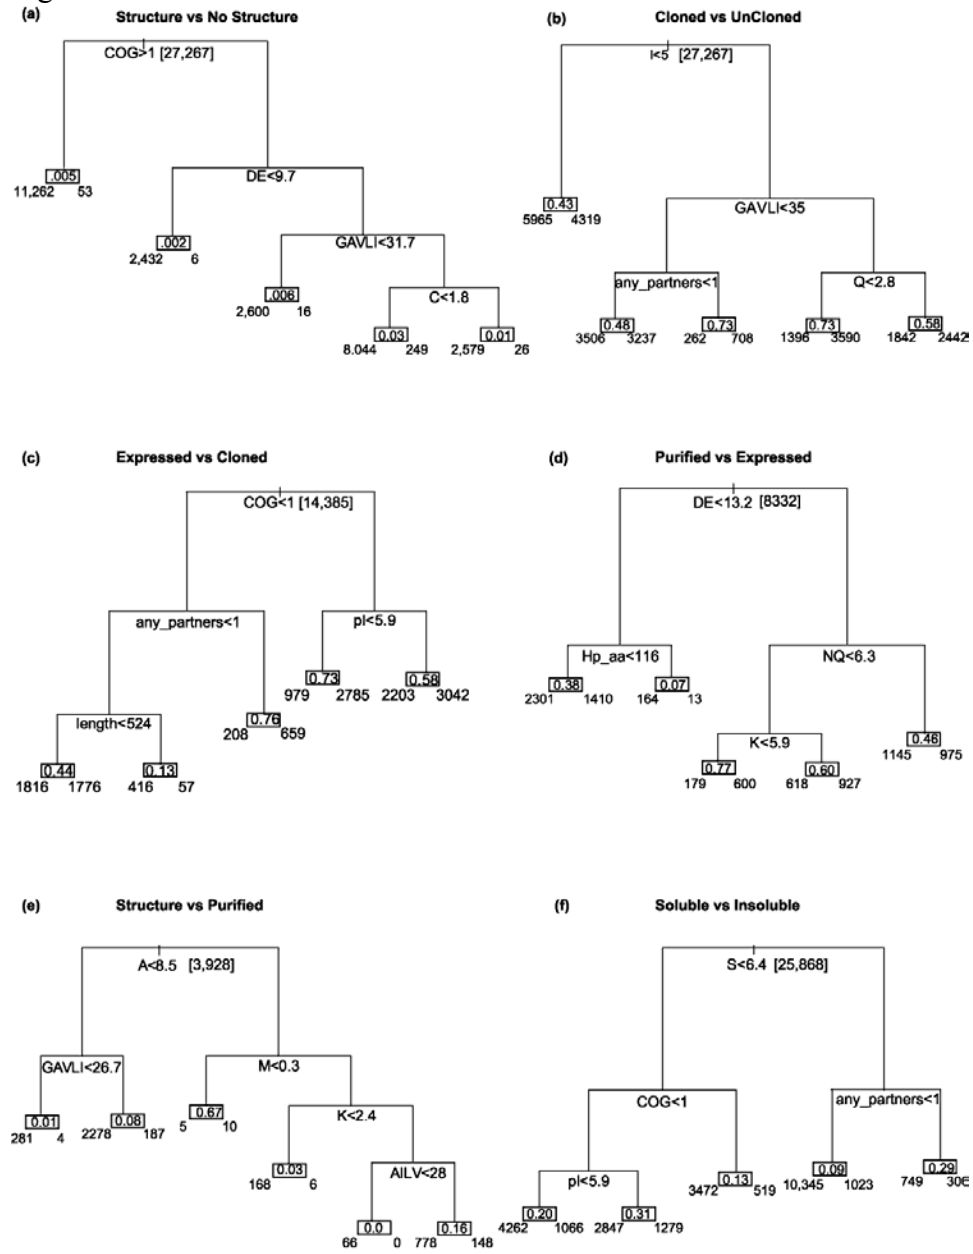 (a) Structure vs No Structure
COG>1 [27,267]
.005
11,262 53
DE<9.7
.002
2,432 6
GAVLI<31.7
.006
2,600 16
C<1.8
0.03 0.01
8.044 249 2,579 26
(b) Cloned vs UnCloned
I<5 [27,267]
0.43
5965 4319
GAVLI<35
any_partners<1 Q<2.8
0.48 0.73 0.73 0.58
3506 3237 262 708 1396 3590 1842 2442
(c) Expressed vs Cloned
COG<1 [14,385]
any_partners<1 pI<5.9
0.73 0.58
979 2785 2203 3042
length<524 0.76
208 659
0.44 0.13
1816 1776 416 57
(d) Purified vs Expressed
DE<13.2 [8332]
Hp_aa<116 NQ<6.3
0.38 0.07
2301 1410 164 13
K<5.9 0.46
1145 975
0.77 0.60
179 600 618 927
(e) Structure vs Purified
A<8.5 [3,928]
GAVLI<26.7 M<0.3
0.01 0.08 0.67
281 4 2278 187 5 10
K<2.4
0.03
168 6
AILV<28
0.0 0.16
66 0 778 148
(f) Soluble vs Insoluble
S<6.4 [25,868]
COG<1 any_partners<1
0.09 0.29
10,345 1023 749 306
0.13
3472 519
pI<5.9
0.20 0.31
4262 1066 2847 1279